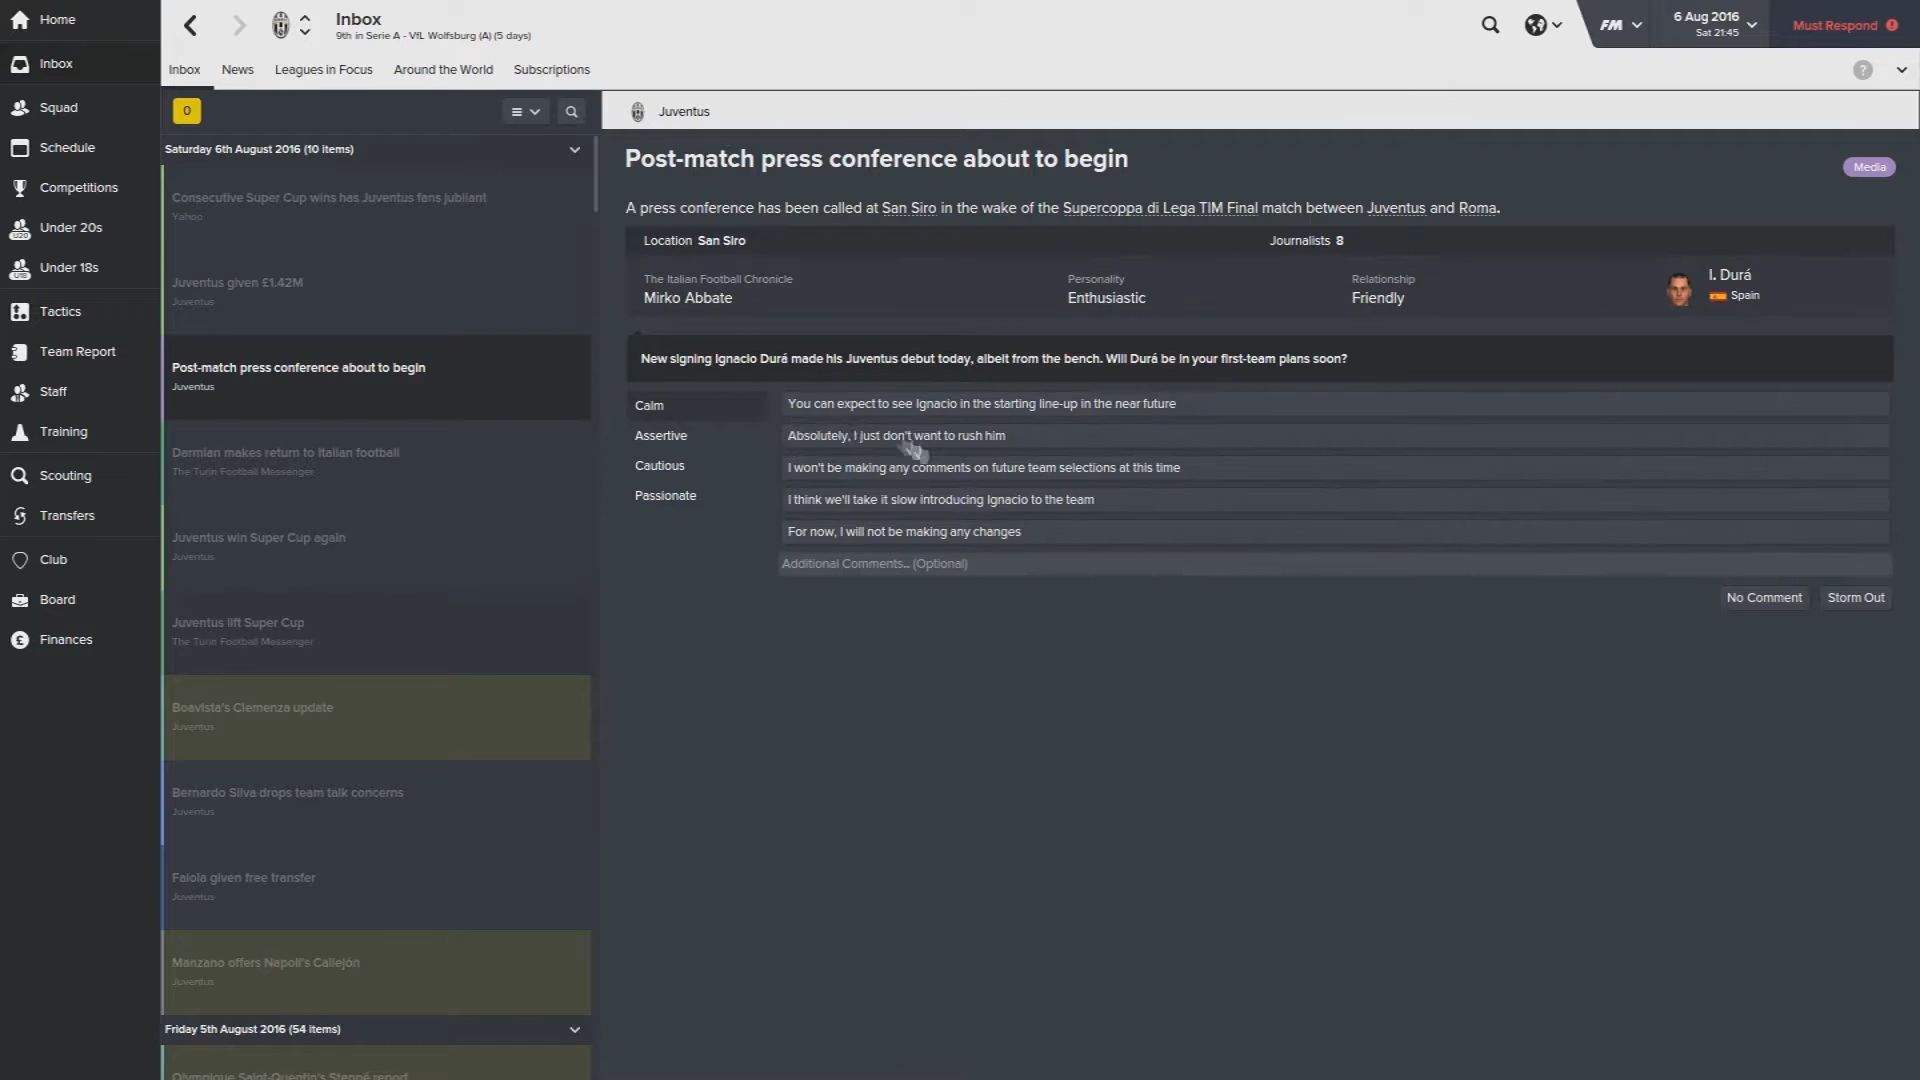 Home
Inbox
Squad
Schedule
Competitions
Under 20s
Under 18s
Tactics
Team Report
Staff
Training
Scouting
Transfers
Club
Board
Finances
Inbox
9th in Serie A - VfL Wolfsburg (A) (5 days)
FM
6 Aug 2016
Sat 21:45
Must Respond
Inbox News Leagues in Focus Around the World Subscriptions
?
0
Saturday 6th August 2016 (10 items)
Consecutive Super Cup wins has Juventus fans jubliant
Yahoo
Juventus given £1.42M
Juventus
Post-match press conference about to begin
Juventus
Darmian makes return to Italian football
The Turin Football Messenger
Juventus win Super Cup again
Juventus
Juventus lift Super Cup
The Turin Football Messenger
Boavista's Clemenza update
Juventus
Bernardo Silva drops team talk concerns
Juventus
Faiola given free transfer
Juventus
Manzano offers Napoli's Callejón
Juventus
Friday 5th August 2016 (54 items)
Olympique Saint-Quentin's Steppé report
Juventus
Post-match press conference about to begin
Media
A press conference has been called at San Siro in the wake of the Supercoppa di Lega TIM Final match between Juventus and Roma.
Location San Siro Journalists 8
The Italian Football Chronicle Personality Relationship
Mirko Abbate Enthusiastic Friendly
I. Durá
Spain
New signing Ignacio Durá made his Juventus debut today, albeit from the bench. Will Durá be in your first-team plans soon?
Calm
Assertive
Cautious
Passionate
You can expect to see Ignacio in the starting line-up in the near future
Absolutely, I just don't want to rush him
I won't be making any comments on future team selections at this time
I think we'll take it slow introducing Ignacio to the team
For now, I will not be making any changes
Additional Comments... (Optional)
No Comment Storm Out